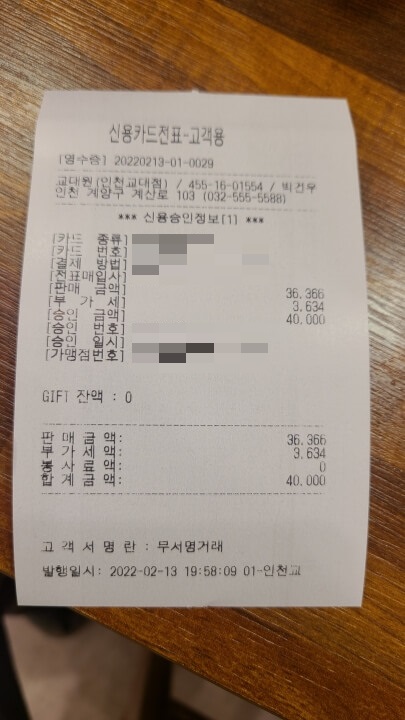 신용카드전표-고객용
[영수증] 20220213-01-0029
교대원(인천교대점) / 455-16-01554 / 빅건우
인천 계양구 계산로 103 (032-555-5588)
*** 신용승인정보[1] ***
[카드 종류]
[카드 번호]
[결제 방법]
[전표매입사]
[판매 금액] 36.366
[부 가 세] 3.634
[승인 금액] 40.000
[승인 번호]
[승인 일시]
[가맹점번호]
GIFT 잔액 : 0
판 매 금 액: 36.366
부 가 세 액: 3.634
봉 사 료 액: 0
합 계 금 액: 40.000
고 객 서 명 란 : 무서명거래
발행일시: 2022-02-13 19:58:09 01-인천교